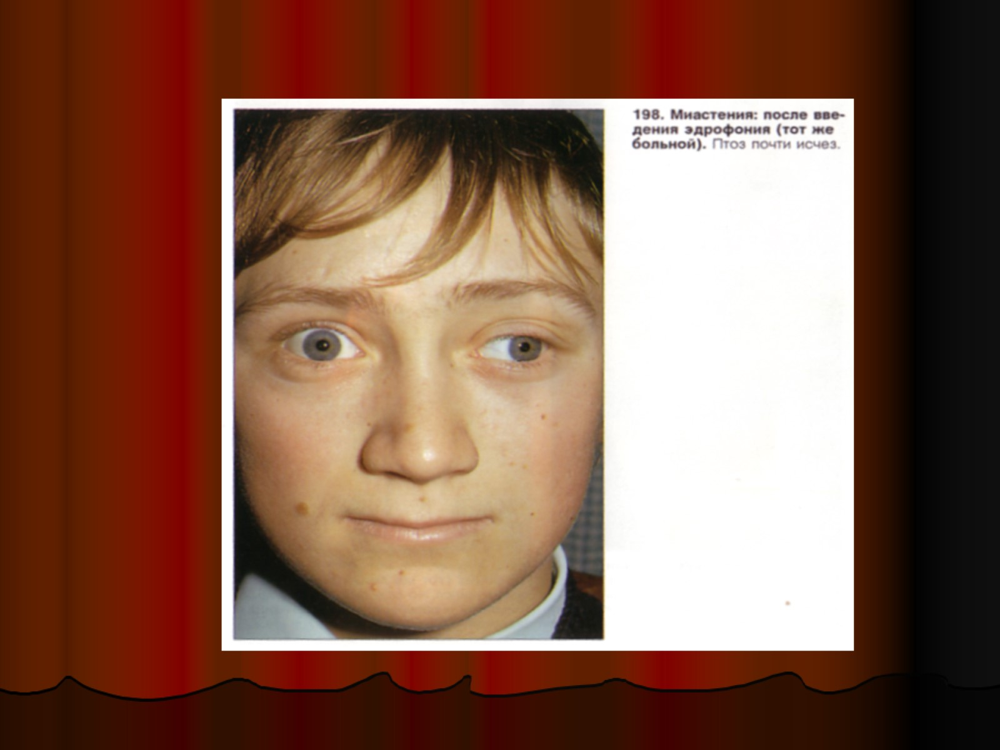 198. Миастения: после вве-
дения эдрофония (тот же
больной). Птоз почти исчез.